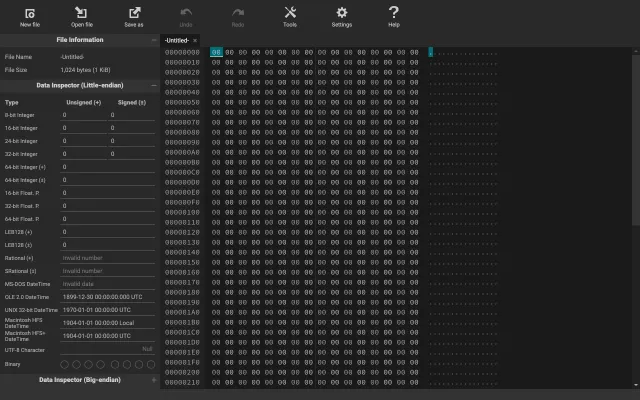 New file Open file Save as Undo Redo Tools Settings Help
File Information
File Name -Untitled-
File Size 1,024 bytes (1 KiB)
Data Inspector (Little-endian)
Type Unsigned (+) Signed (±)
8-bit Integer 0 0
16-bit Integer 0 0
24-bit Integer 0 0
32-bit Integer 0 0
64-bit Integer (+) 0
64-bit Integer (±) 0
16-bit Float. P. 0
32-bit Float. P. 0
64-bit Float. P. 0
LEB128 (+) 0
LEB128 (±) 0
Rational (+) Invalid number
SRational (±) Invalid number
MS-DOS DateTime Invalid date
OLE 2.0 DateTime 1899-12-30 00:00:00.000 UTC
UNIX 32-bit DateTime 1970-01-01 00:00:00 UTC
Macintosh HFS DateTime 1904-01-01 00:00:00 Local
Macintosh HFS+ DateTime 1904-01-01 00:00:00 UTC
UTF-8 Character Null
Binary
Data Inspector (Big-endian)
-Untitled- ×
00000000 00 00 00 00 00 00 00 00 00 00 00 00 00 00 00 00 ................
00000010 00 00 00 00 00 00 00 00 00 00 00 00 00 00 00 00 ................
00000020 00 00 00 00 00 00 00 00 00 00 00 00 00 00 00 00 ................
00000030 00 00 00 00 00 00 00 00 00 00 00 00 00 00 00 00 ................
00000040 00 00 00 00 00 00 00 00 00 00 00 00 00 00 00 00 ................
00000050 00 00 00 00 00 00 00 00 00 00 00 00 00 00 00 00 ................
00000060 00 00 00 00 00 00 00 00 00 00 00 00 00 00 00 00 ................
00000070 00 00 00 00 00 00 00 00 00 00 00 00 00 00 00 00 ................
00000080 00 00 00 00 00 00 00 00 00 00 00 00 00 00 00 00 ................
00000090 00 00 00 00 00 00 00 00 00 00 00 00 00 00 00 00 ................
000000A0 00 00 00 00 00 00 00 00 00 00 00 00 00 00 00 00 ................
000000B0 00 00 00 00 00 00 00 00 00 00 00 00 00 00 00 00 ................
000000C0 00 00 00 00 00 00 00 00 00 00 00 00 00 00 00 00 ................
000000D0 00 00 00 00 00 00 00 00 00 00 00 00 00 00 00 00 ................
000000E0 00 00 00 00 00 00 00 00 00 00 00 00 00 00 00 00 ................
000000F0 00 00 00 00 00 00 00 00 00 00 00 00 00 00 00 00 ................
00000100 00 00 00 00 00 00 00 00 00 00 00 00 00 00 00 00 ................
00000110 00 00 00 00 00 00 00 00 00 00 00 00 00 00 00 00 ................
00000120 00 00 00 00 00 00 00 00 00 00 00 00 00 00 00 00 ................
00000130 00 00 00 00 00 00 00 00 00 00 00 00 00 00 00 00 ................
00000140 00 00 00 00 00 00 00 00 00 00 00 00 00 00 00 00 ................
00000150 00 00 00 00 00 00 00 00 00 00 00 00 00 00 00 00 ................
00000160 00 00 00 00 00 00 00 00 00 00 00 00 00 00 00 00 ................
00000170 00 00 00 00 00 00 00 00 00 00 00 00 00 00 00 00 ................
00000180 00 00 00 00 00 00 00 00 00 00 00 00 00 00 00 00 ................
00000190 00 00 00 00 00 00 00 00 00 00 00 00 00 00 00 00 ................
000001A0 00 00 00 00 00 00 00 00 00 00 00 00 00 00 00 00 ................
000001B0 00 00 00 00 00 00 00 00 00 00 00 00 00 00 00 00 ................
000001C0 00 00 00 00 00 00 00 00 00 00 00 00 00 00 00 00 ................
000001D0 00 00 00 00 00 00 00 00 00 00 00 00 00 00 00 00 ................
000001E0 00 00 00 00 00 00 00 00 00 00 00 00 00 00 00 00 ................
000001F0 00 00 00 00 00 00 00 00 00 00 00 00 00 00 00 00 ................
00000200 00 00 00 00 00 00 00 00 00 00 00 00 00 00 00 00 ................
00000210 00 00 00 00 00 00 00 00 00 00 00 00 00 00 00 00 ................